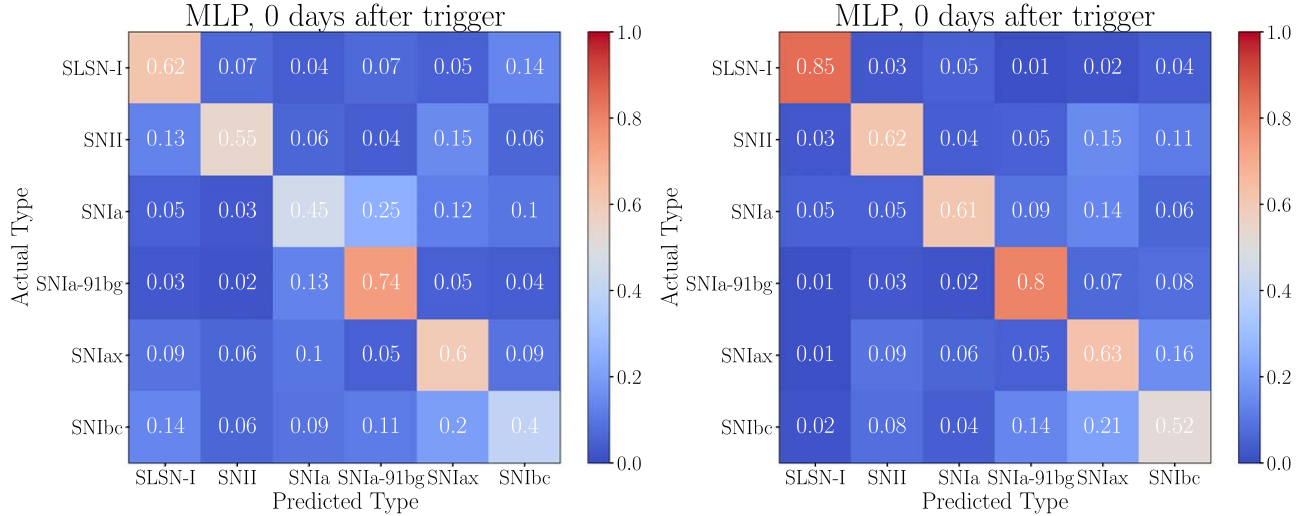 MLP, 0 days after trigger
Actual Type
SLSN-I 0.62 0.07 0.04 0.07 0.05 0.14
SNII 0.13 0.55 0.06 0.04 0.15 0.06
SNIa 0.05 0.03 0.45 0.25 0.12 0.1
SNIa-91bg 0.03 0.02 0.13 0.74 0.05 0.04
SNIax 0.09 0.06 0.1 0.05 0.6 0.09
SNIbc 0.14 0.06 0.09 0.11 0.2 0.4
SLSN-I SNII SNIa SNIa-91bg SNIax SNIbc
Predicted Type
1.0
0.8
0.6
0.4
0.2
0.0
MLP, 0 days after trigger
Actual Type
SLSN-I 0.85 0.03 0.05 0.01 0.02 0.04
SNII 0.03 0.62 0.04 0.05 0.15 0.11
SNIa 0.05 0.05 0.61 0.09 0.14 0.06
SNIa-91bg 0.01 0.03 0.02 0.8 0.07 0.08
SNIax 0.01 0.09 0.06 0.05 0.63 0.16
SNIbc 0.02 0.08 0.04 0.14 0.21 0.52
SLSN-I SNII SNIa SNIa-91bg SNIax SNIbc
Predicted Type
1.0
0.8
0.6
0.4
0.2
0.0